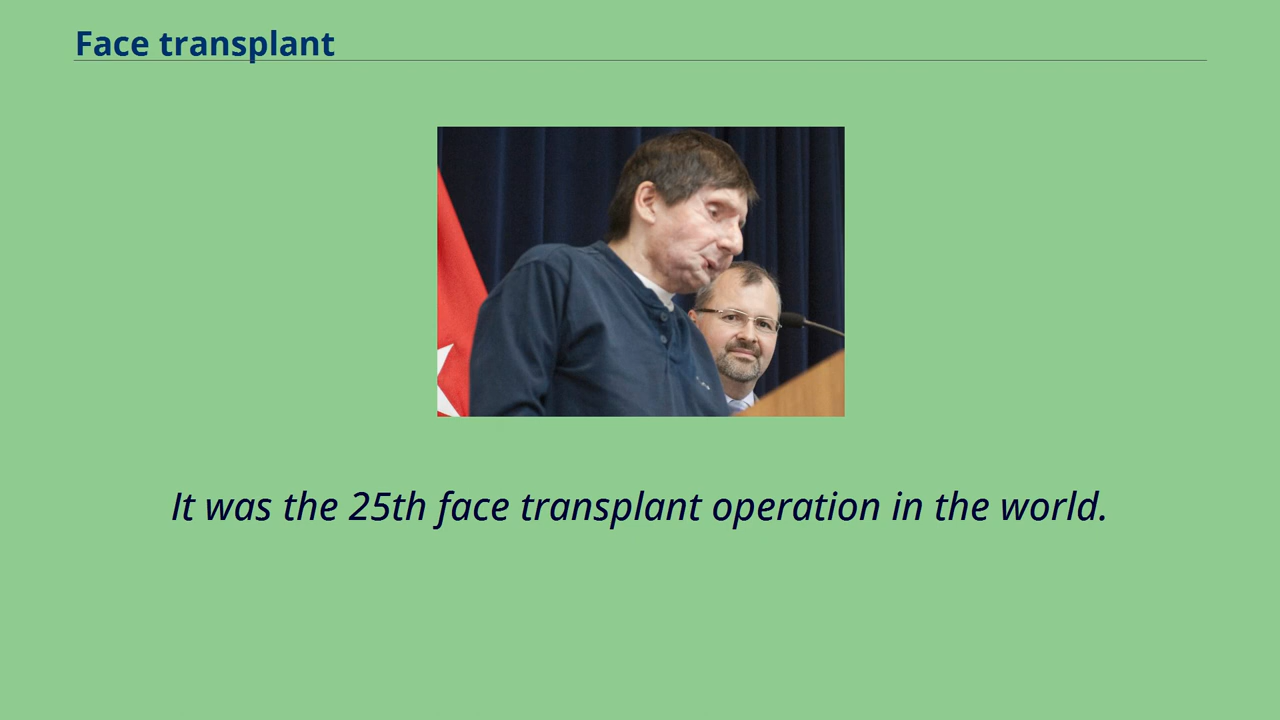 Face transplant
It was the 25th face transplant operation in the world.